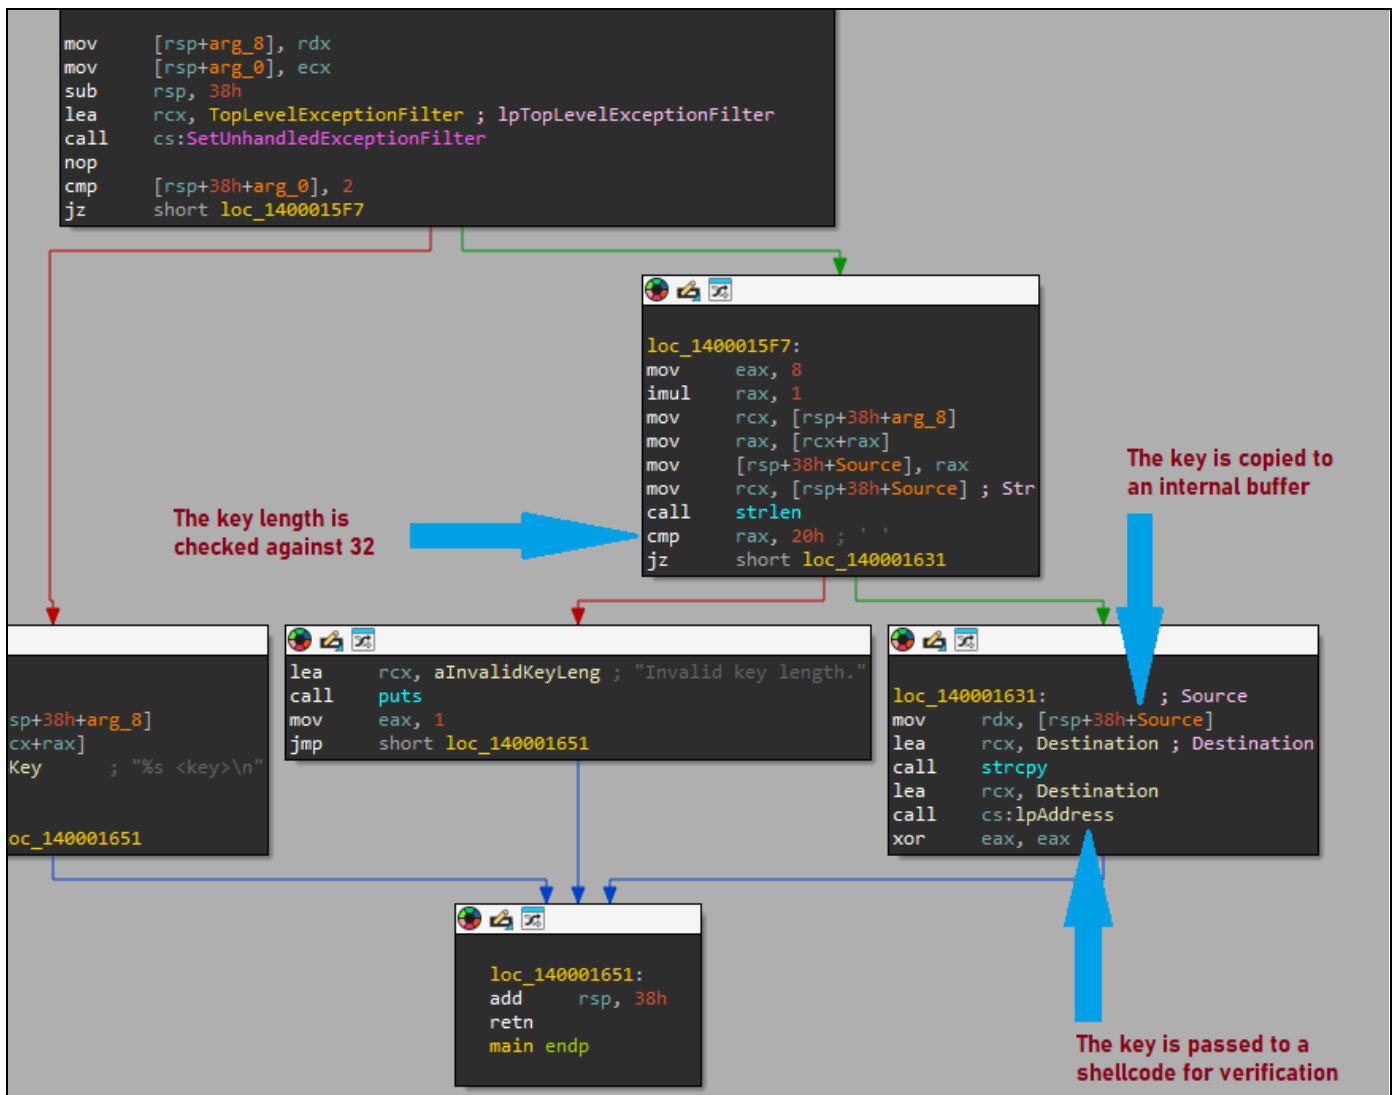 mov [rsp+arg_8], rdx
mov [rsp+arg_0], ecx
sub rsp, 38h
lea rcx, TopLevelExceptionFilter ; lpTopLevelExceptionFilter
call cs:SetUnhandledExceptionFilter
nop
cmp [rsp+38h+arg_0], 2
jz short loc_1400015F7
loc_1400015F7:
mov eax, 8
imul rax, 1
mov rcx, [rsp+38h+arg_8]
mov rax, [rcx+rax]
mov [rsp+38h+Source], rax
mov rcx, [rsp+38h+Source] ; Str
call strlen
cmp rax, 20h ; ' '
jz short loc_140001631
The key length is
checked against 32
The key is copied to
an internal buffer
sp+38h+arg_8]
cx+rax]
Key ; "%s <key>\n"
oc_140001651
lea rcx, aInvalidKeyLeng ; "Invalid key length."
call puts
mov eax, 1
jmp short loc_140001651
loc_140001631: ; Source
mov rdx, [rsp+38h+Source]
lea rcx, Destination ; Destination
call strcpy
lea rcx, Destination
call cs:lpAddress
xor eax, eax
loc_140001651:
add rsp, 38h
retn
main endp
The key is passed to a
shellcode for verification